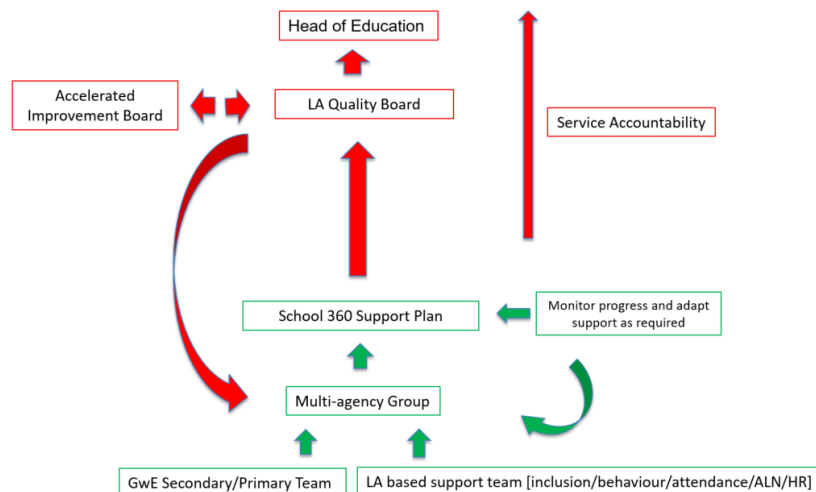 Head of Education
Accelerated
Improvement Board
LA Quality Board
Service Accountability
School 360 Support Plan
Monitor progress and adapt
support as required
Multi-agency Group
GwE Secondary/Primary Team
LA based support team [inclusion/behaviour/attendance/ALN/HR]